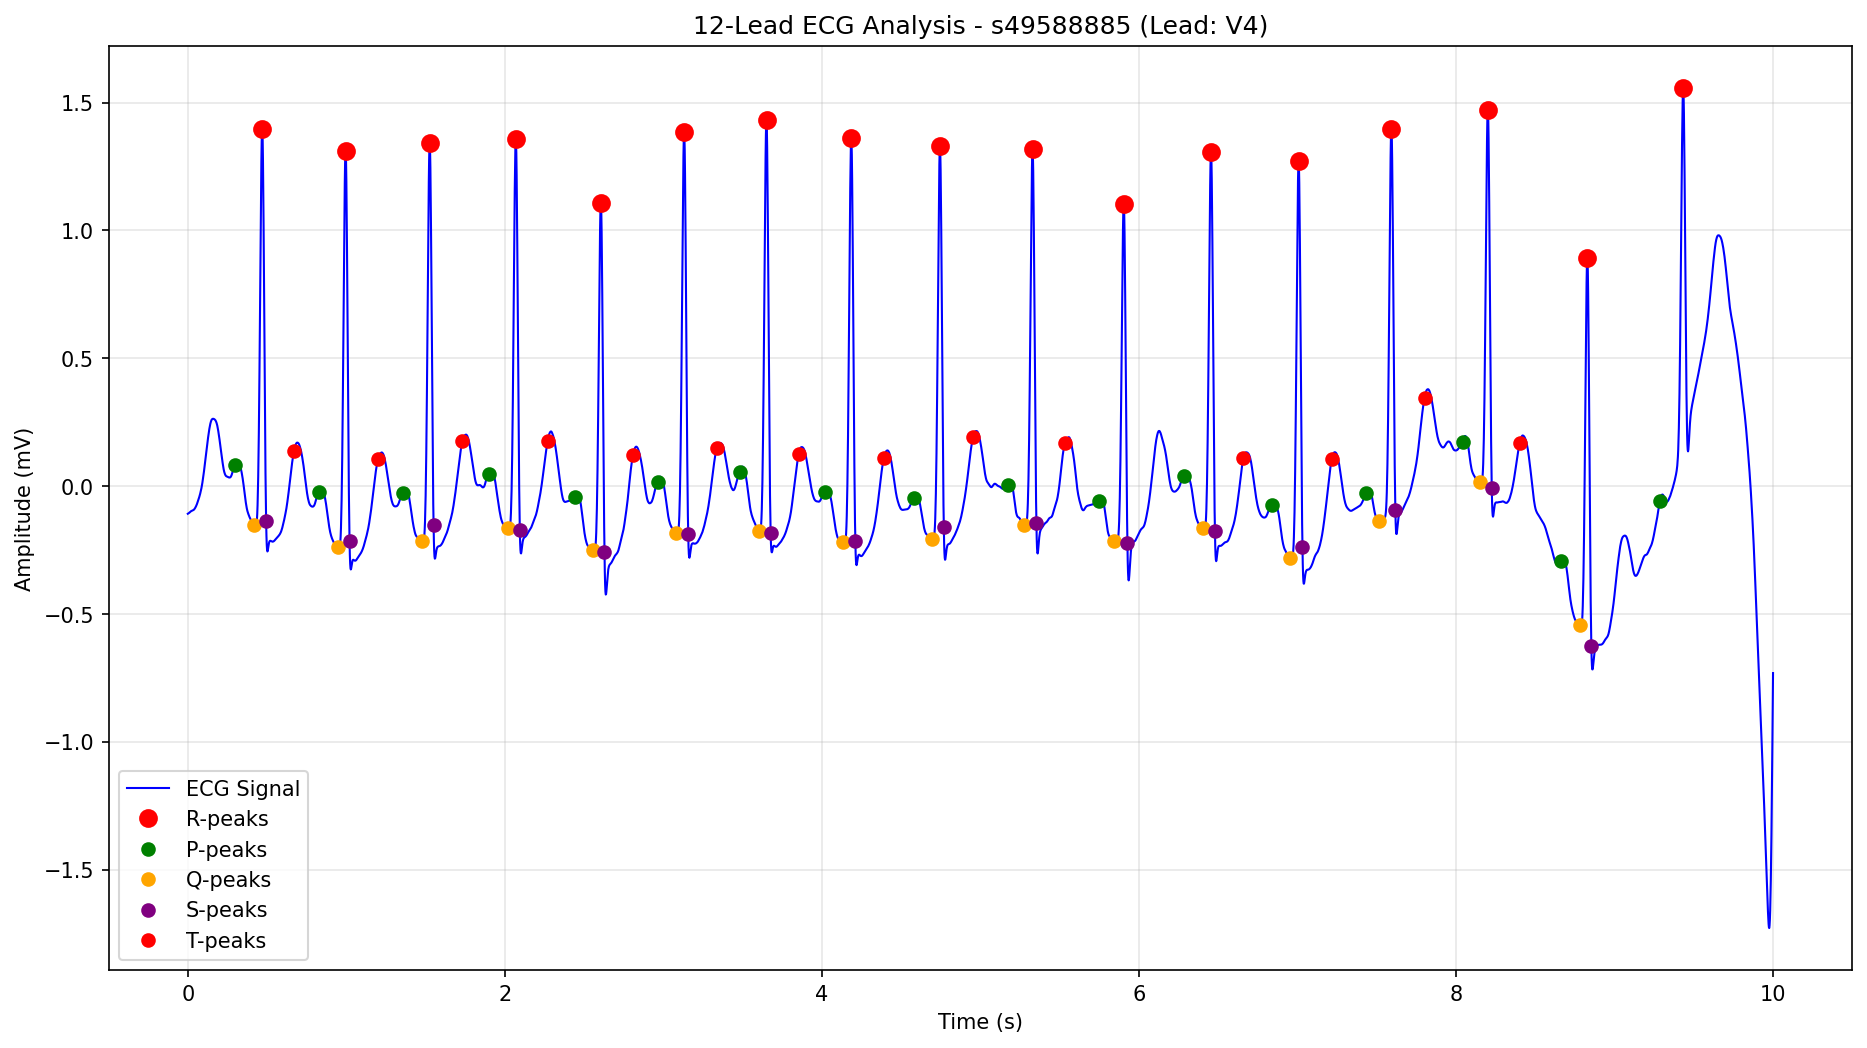 12-Lead ECG Analysis - s49588885 (Lead: V4)
Amplitude (mV)
1.5
1.0
0.5
0.0
−0.5
−1.0
−1.5
ECG Signal
R-peaks
P-peaks
Q-peaks
S-peaks
T-peaks
0 2 4 6 8 10
Time (s)